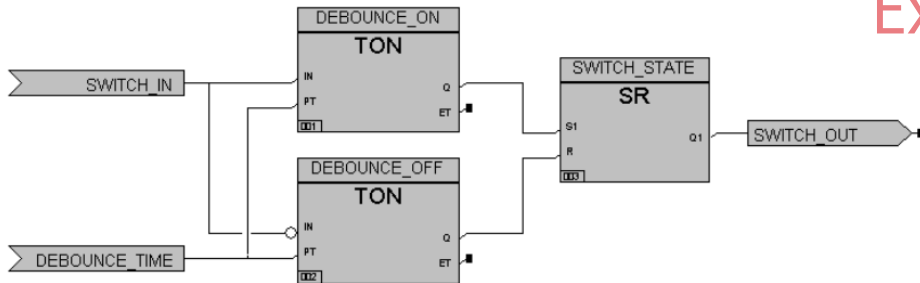 EX
DEBOUNCE_ON
TON
SWITCH_IN
IN
PT
Q
ET
001
SWITCH_STATE
SR
S1
R
Q1
003
SWITCH_OUT
DEBOUNCE_OFF
TON
IN
PT
Q
ET
002
DEBOUNCE_TIME